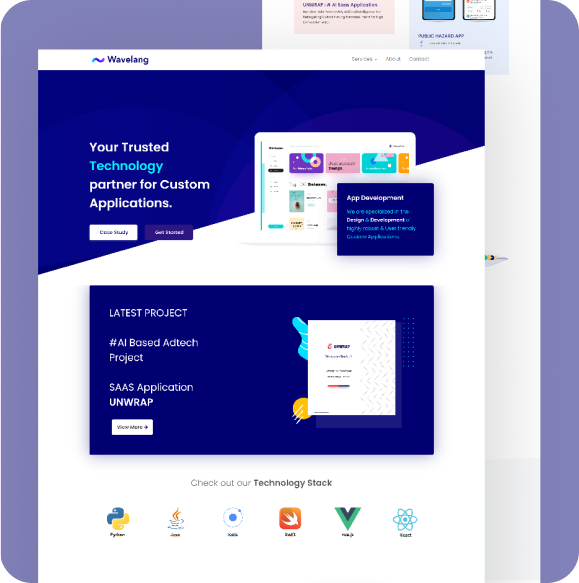 UNWRAP : A AI Saas Application
PUBLIC HAZARD APP
Wavelang
Services
About
Contact
Your Trusted
Technology
partner for Custom
Applications.
Case Study
Get Started
App Development
We are specialized in the
Design & Development of
highly robust & User friendly
Custom Applications.
LATEST PROJECT
#AI Based Adtech
Project
SAAS Application
UNWRAP
View More →
UNWRAP
Check out our Technology Stack
Python
Java
Ionic
Swift
Vue.js
React